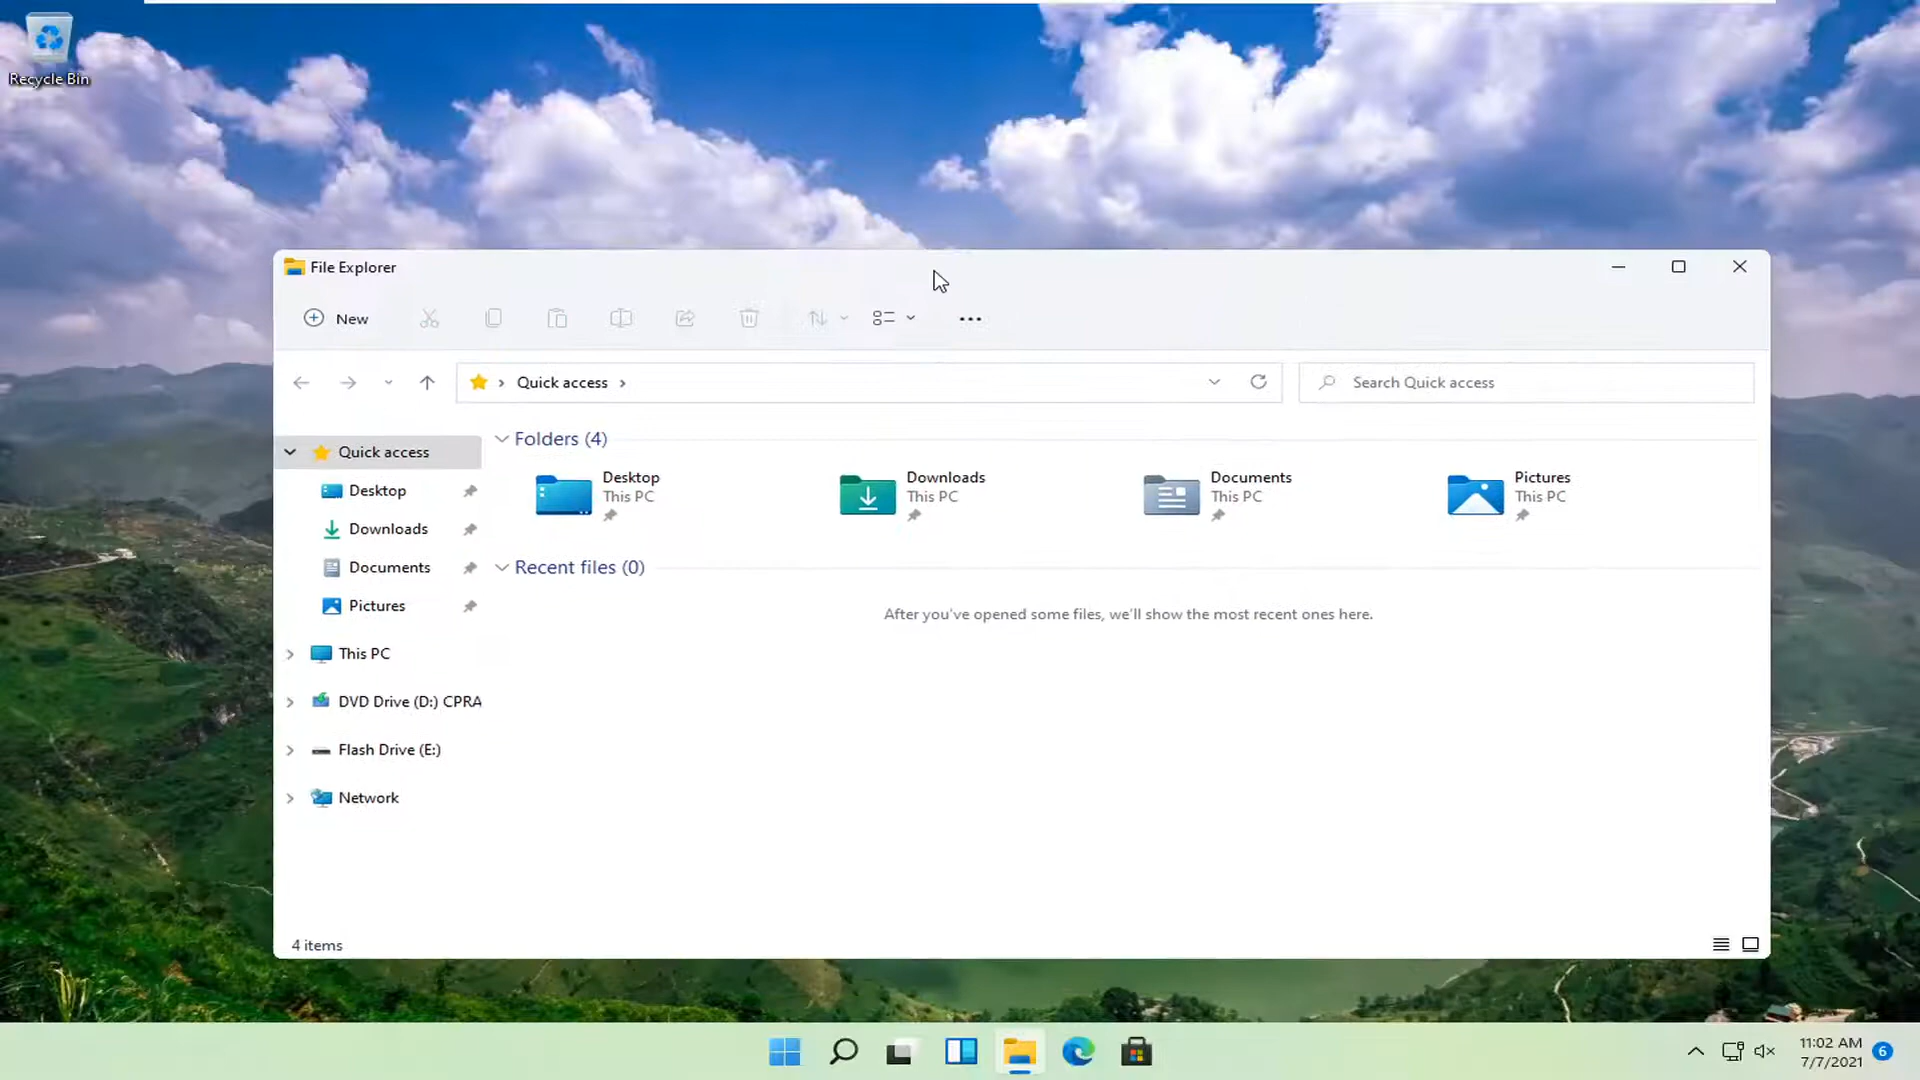 Recycle Bin
File Explorer
New
Quick access
Search Quick access
Quick access
Desktop
Downloads
Documents
Pictures
This PC
DVD Drive (D:) CPRA
Flash Drive (E:)
Network
Folders (4)
Desktop
This PC
Downloads
This PC
Documents
This PC
Pictures
This PC
Recent files (0)
After you've opened some files, we'll show the most recent ones here.
4 items
11:02 AM
7/7/2021
6